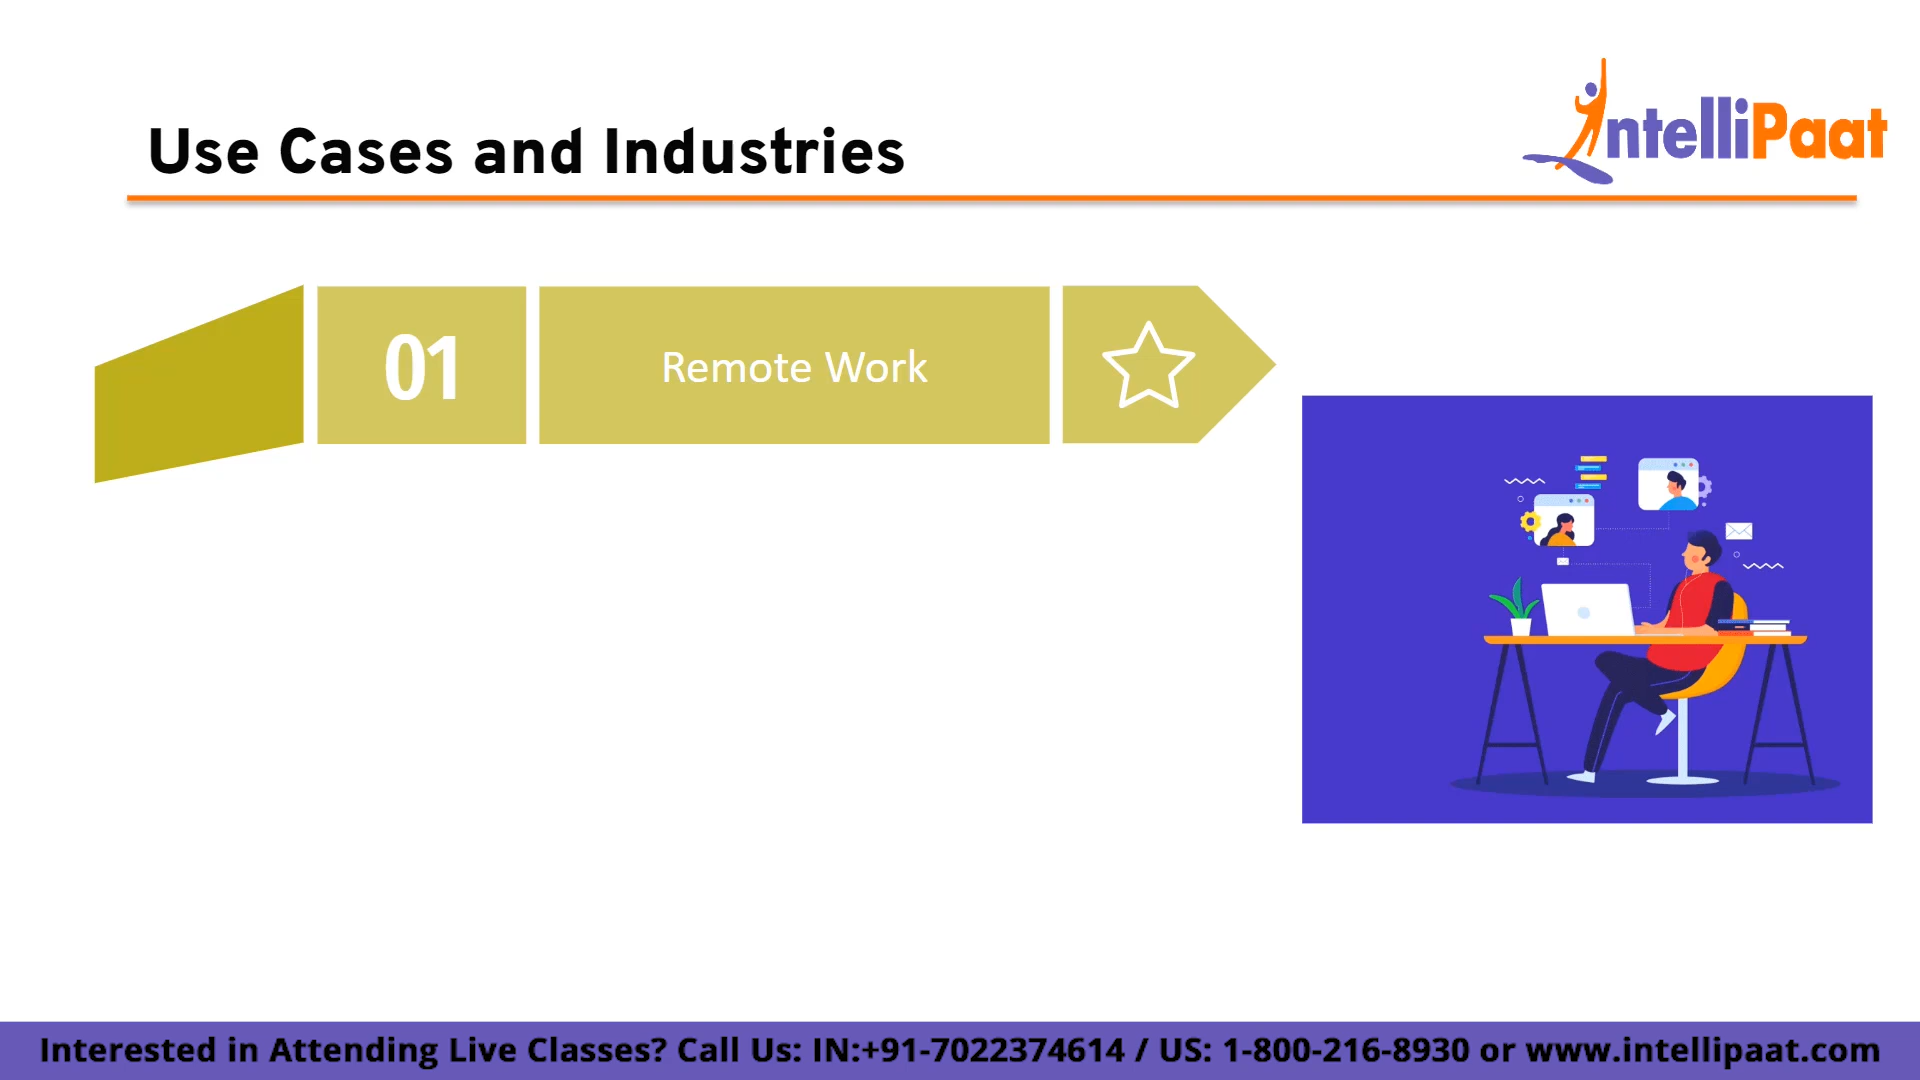 IntelliPaat
Use Cases and Industries
01
Remote Work
Interested in Attending Live Classes? Call Us: IN:+91-7022374614 / US: 1-800-216-8930 or www.intellipaat.com